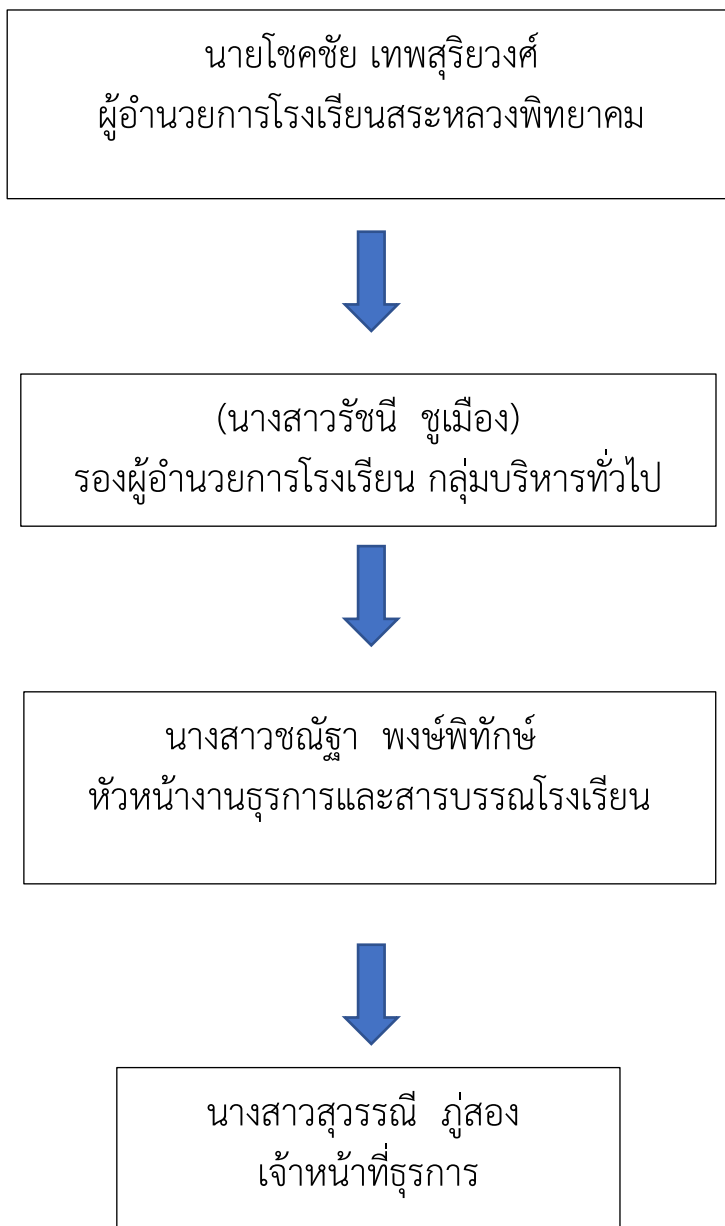 นายโชคชัย เทพสุริยวงศ์
ผู้อำนวยการโรงเรียนสระหลวงพิทยาคม
(นางสาวรัชนี  ชูเมือง)
รองผู้อำนวยการโรงเรียน กลุ่มบริหารทั่วไป
นางสาวชณัฐา  พงษ์พิทักษ์
หัวหน้างานธุรการและสารบรรณโรงเรียน
นางสาวสุวรรณี  ภู่สอง
เจ้าหน้าที่ธุรการ